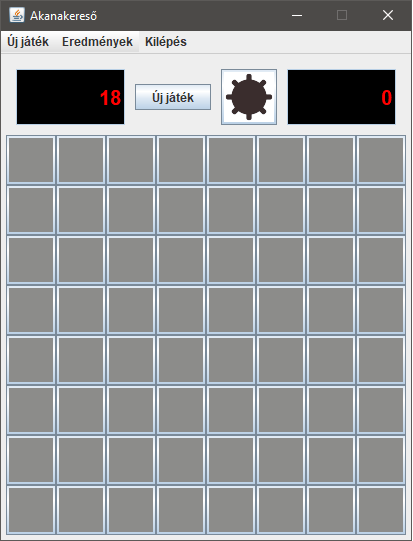 Akanakereső
Új játék Eredmények Kilépés
18 Új játék 0